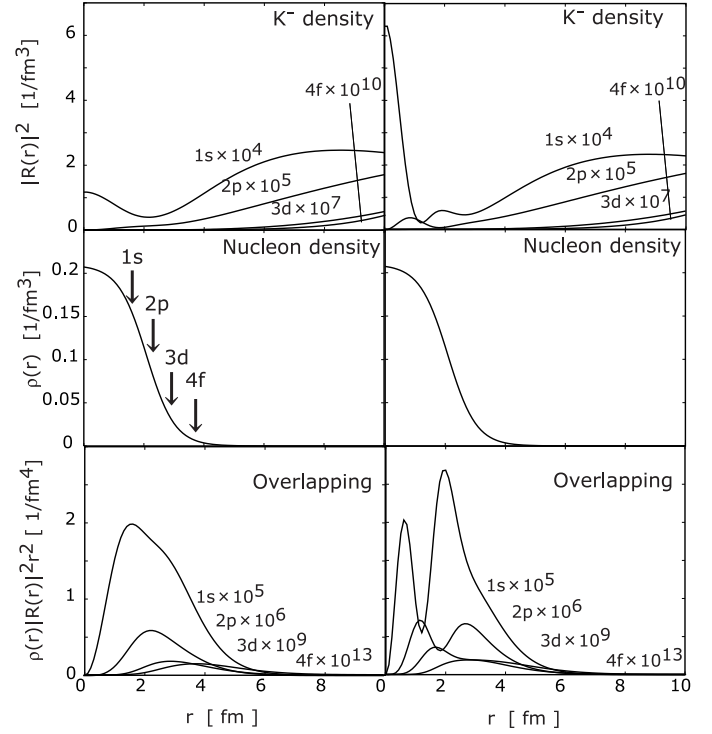 K⁻ density
K⁻ density
|R(r)|² [1/fm³]
6
4
2
0
1s×10⁴
2p×10⁵
3d×10⁷
4f×10¹⁰
1s×10⁴
2p×10⁵
3d×10⁷
Nucleon density
Nucleon density
ρ(r) [1/fm³]
0.2
0.15
0.1
0.05
0
1s
2p
3d
4f
Overlapping
Overlapping
ρ(r)|R(r)|²r² [ 1/fm⁴]
2
1
0
1s×10⁵
2p×10⁶
3d×10⁹
4f×10¹³
1s×10⁵
2p×10⁶
3d×10⁹
4f×10¹³
0 2 4 6 8 0 2 4 6 8 10
r [ fm ]
r [ fm ]